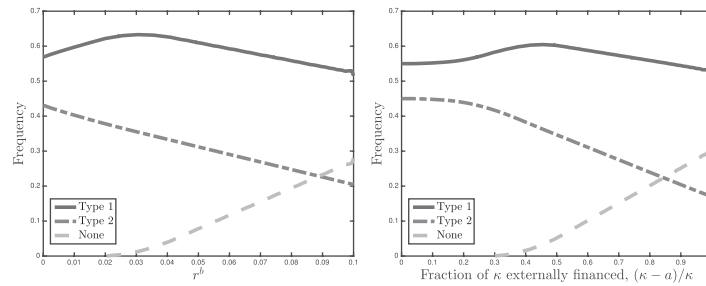 0.7
0.6
0.5
0.4
0.3
0.2
0.1
0
Frequency
Type 1
Type 2
None
0 0.01 0.02 0.03 0.04 0.05 0.06 0.07 0.08 0.09 0.1
r^b
0.7
0.6
0.5
0.4
0.3
0.2
0.1
0
Frequency
Type 1
Type 2
None
0 0.1 0.2 0.3 0.4 0.5 0.6 0.7 0.8 0.9
Fraction of κ externally financed, (κ − a)/κ